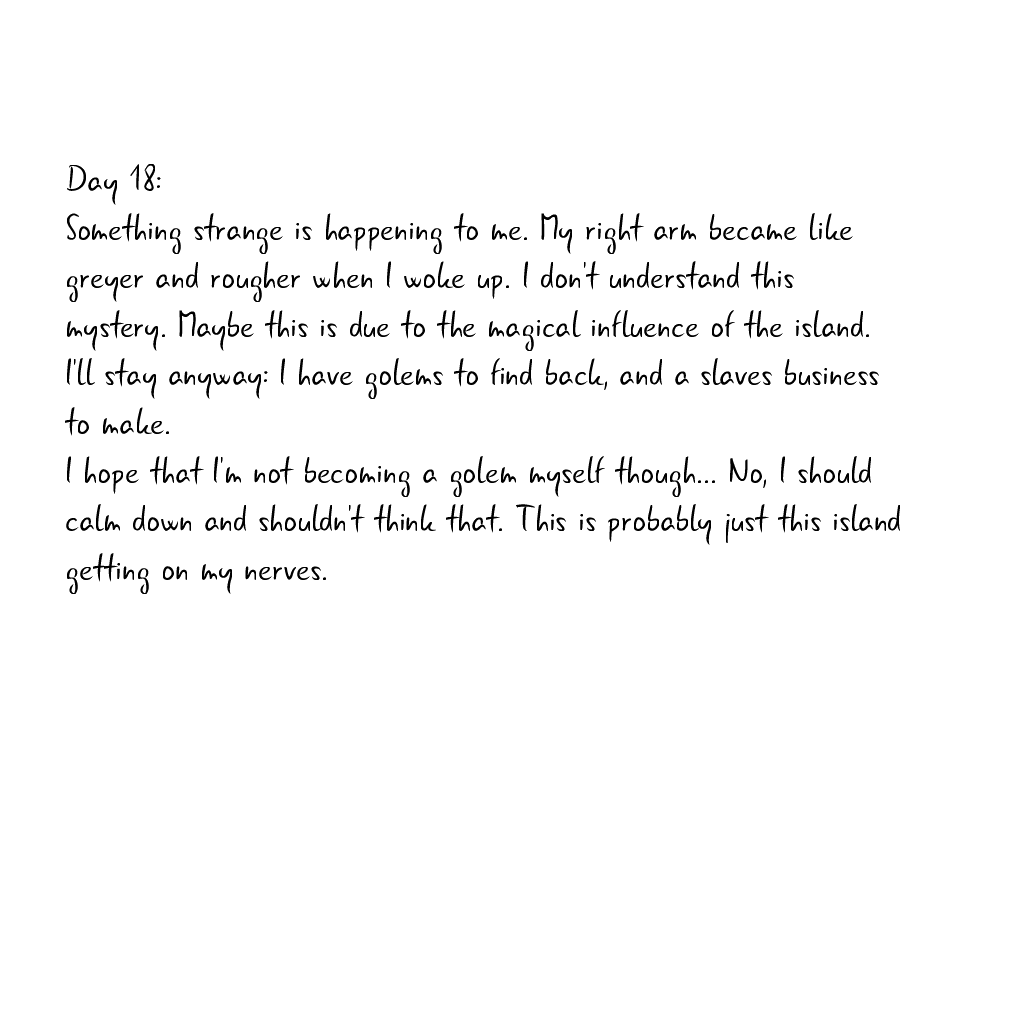 Day 18:
Something strange is happening to me. My right arm became like
greyer and rougher when I woke up. I don't understand this
mystery. Maybe this is due to the magical influence of the island.
I'll stay anyway: I have golems to find back, and a slaves business
to make.
I hope that I'm not becoming a golem myself though... No, I should
calm down and shouldn't think that. This is probably just this island
getting on my nerves.